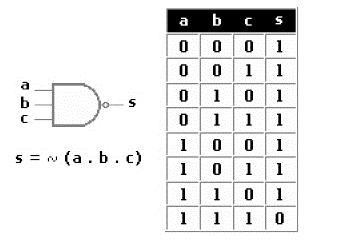 a b c s
0 0 0 1
0 0 1 1
0 1 0 1
0 1 1 1
1 0 0 1
1 0 1 1
1 1 0 1
1 1 1 0
a
b
c
s
s = ~ (a . b . c)